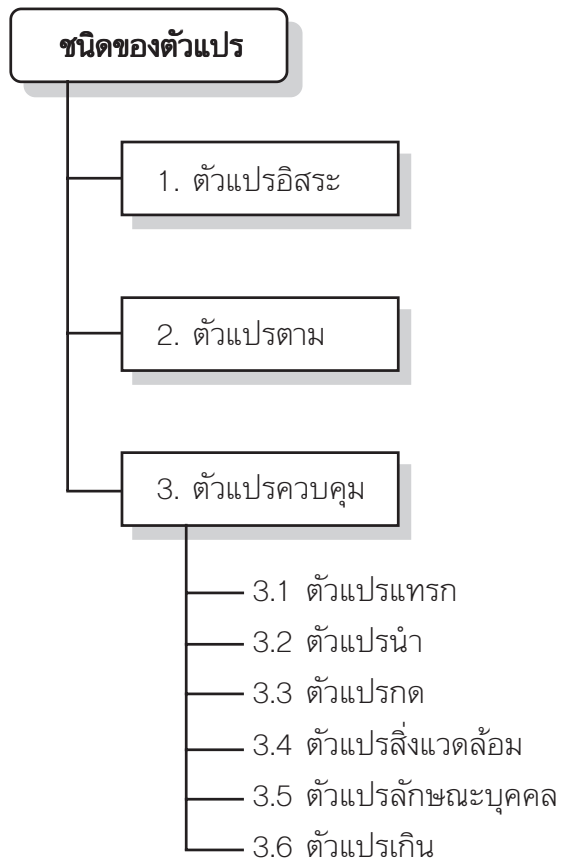 ชนิดของตัวแปร
1. ตัวแปรอิสระ
2. ตัวแปรตาม
3. ตัวแปรควบคุม
3.1 ตัวแปรแทรก
3.2 ตัวแปรนำ
3.3 ตัวแปรกด
3.4 ตัวแปรสิ่งแวดล้อม
3.5 ตัวแปรลักษณะบุคคล
3.6 ตัวแปรเกิน